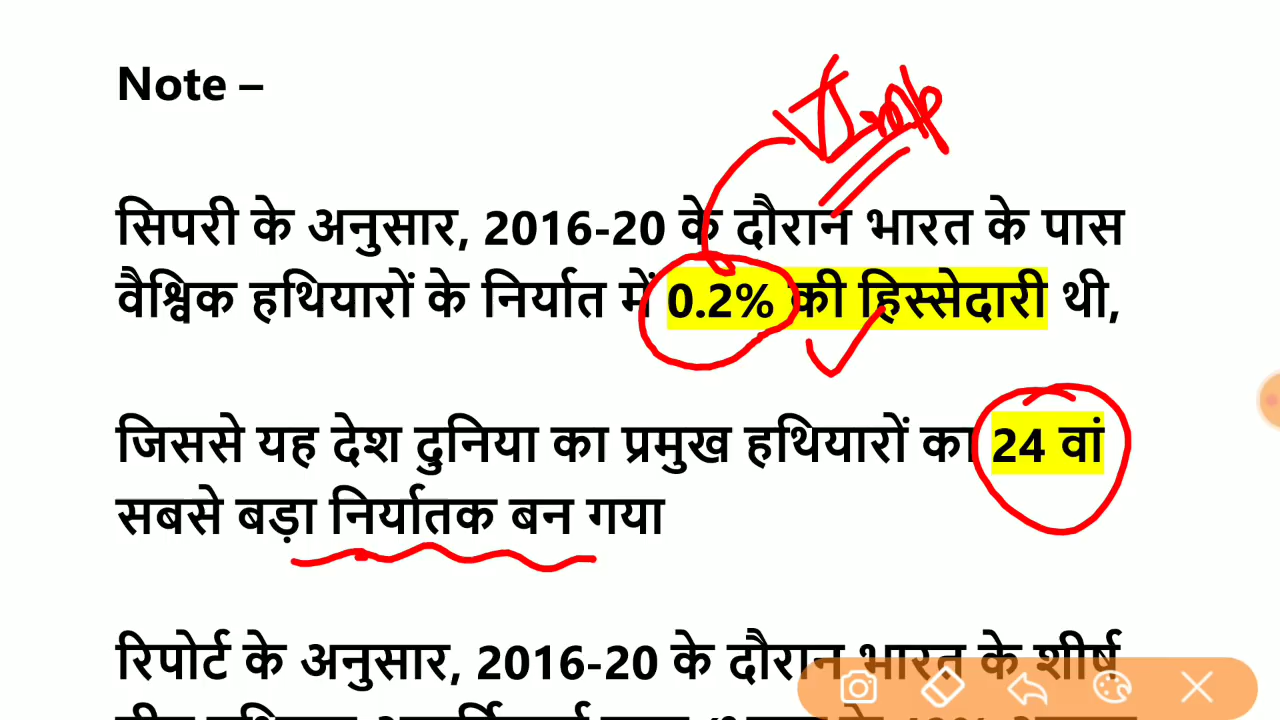 Note –
V Imp
सिपरी के अनुसार, 2016-20 के दौरान भारत के पास
वैश्विक हथियारों के निर्यात में 0.2% की हिस्सेदारी थी,
जिससे यह देश दुनिया का प्रमुख हथियारों का 24 वां
सबसे बड़ा निर्यातक बन गया
रिपोर्ट के अनुसार, 2016-20 के दौरान भारत के शीर्ष